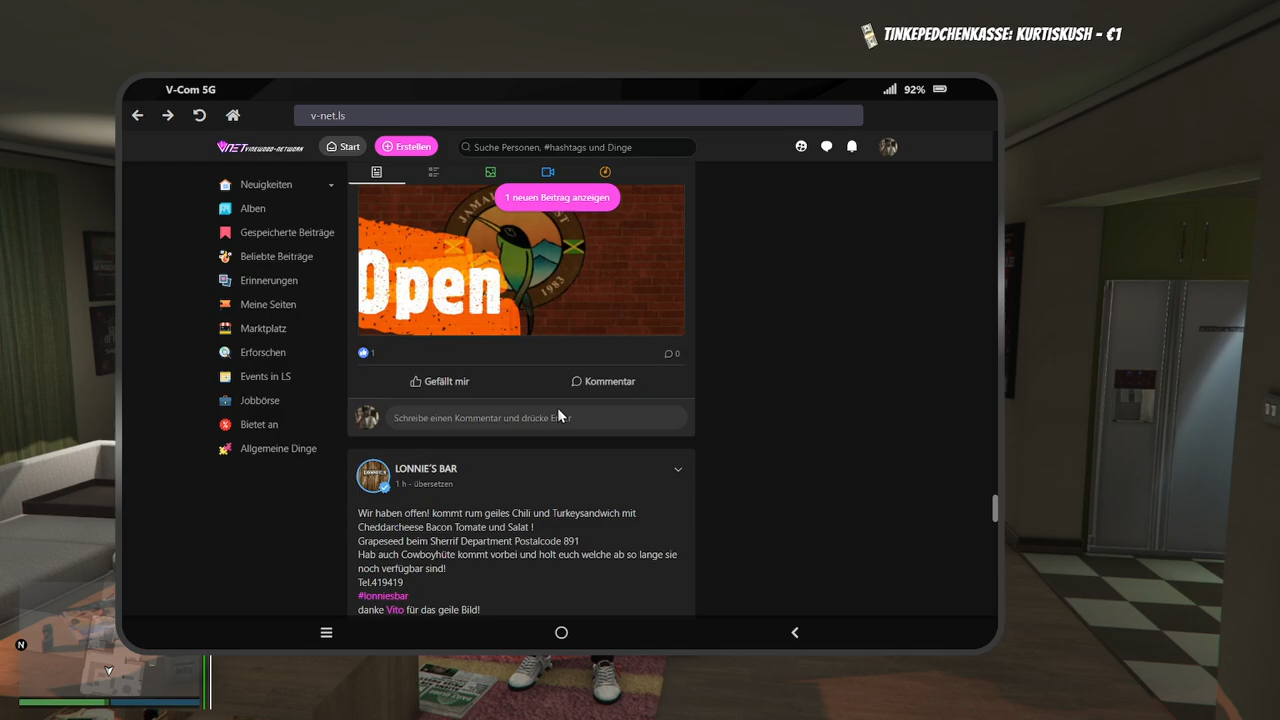 TINKEPEDCHENKASSE: KURTISKUSH - €1
V-Com 5G
92%
v-net.ls
VNET VINEWOOD-NETWORK
Start
Erstellen
Suche Personen, #hashtags und Dinge
Neuigkeiten
Alben
Gespeicherte Beiträge
Beliebte Beiträge
Erinnerungen
Meine Seiten
Marktplatz
Erforschen
Events in LS
Jobbörse
Bietet an
Allgemeine Dinge
1 neuen Beitrag anzeigen
Open
1983
1
0
Gefällt mir
Kommentar
Schreibe einen Kommentar und drücke
LONNIE'S BAR
1 h - übersetzen
Wir haben offen! kommt rum geiles Chili und Turkeysandwich mit
Cheddarcheese Bacon Tomate und Salat !
Grapeseed beim Sherrif Department Postalcode 891
Hab auch Cowboyhüte kommt vorbei und holt euch welche ab so lange sie
noch verfügbar sind!
Tel.419419
#lonniesbar
danke Vito für das geile Bild!
N